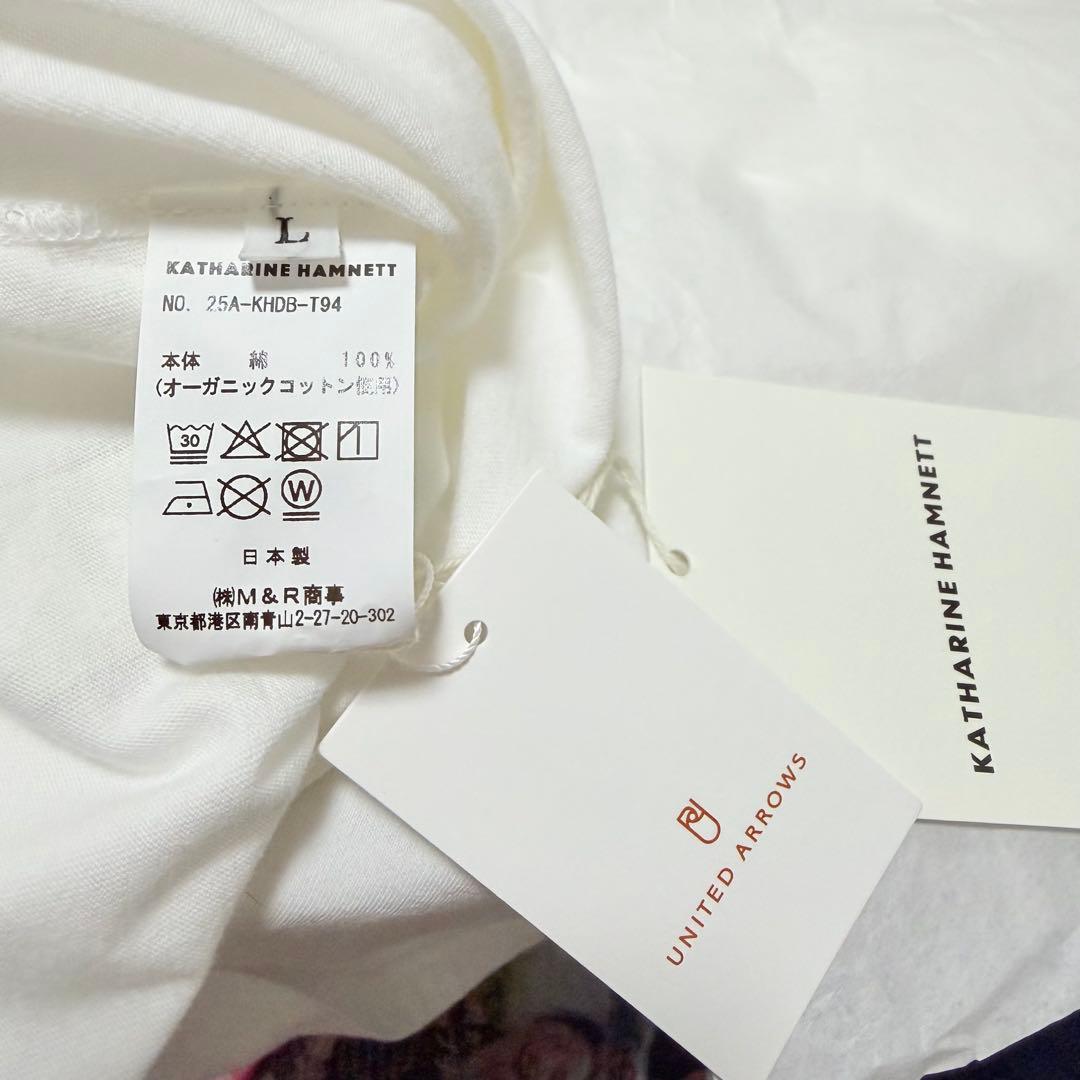 L
KATHARINE HAMNETT
NO. 25A-KHDB-T94
本体 綿 100%
(オーガニックコットン使用)
30
W
日本製
(株)M&R商事
東京都港区南青山2-27-20-302
UNITED ARROWS
KATHARINE HAMNETT